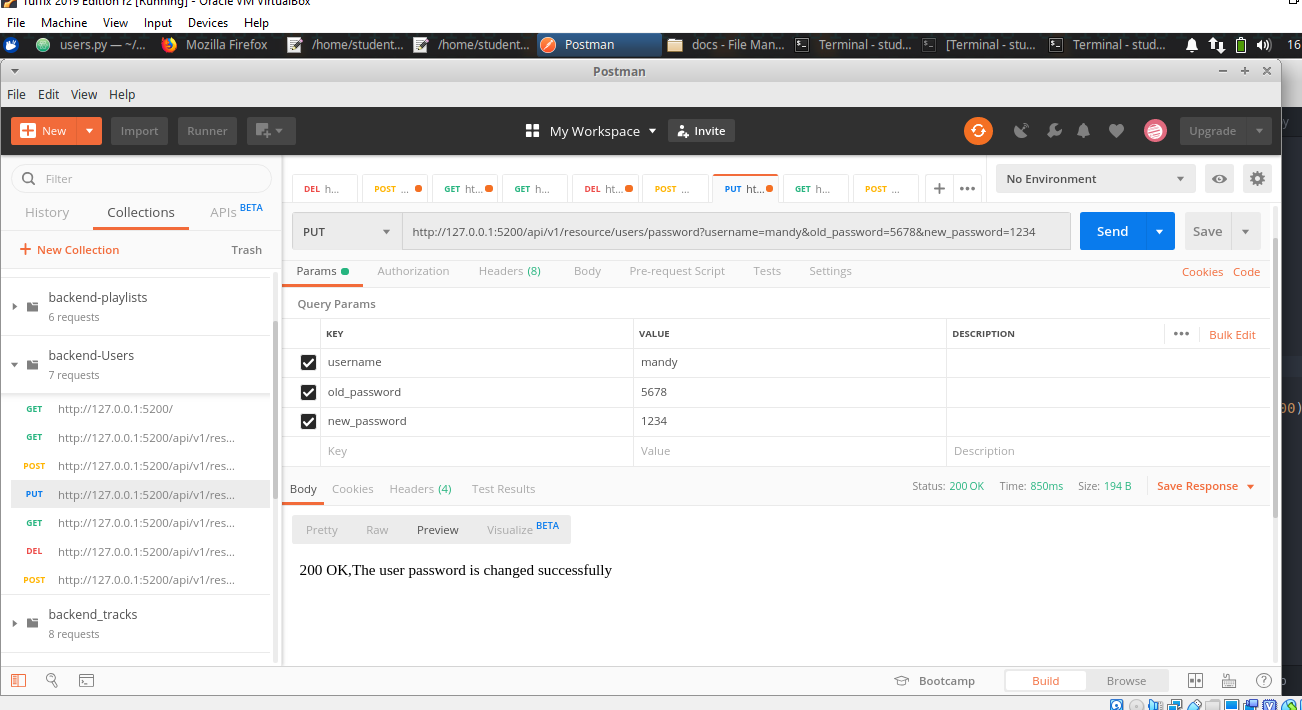 Tuffix 2019 Edition r2 [Running] - Oracle VM VirtualBox
File Machine View Input Devices Help
users.py — ~/... Mozilla Firefox /home/student... /home/student... Postman docs - File Man... Terminal - stud... [Terminal - stu... Terminal - stud... 16
Postman
File Edit View Help
New Import Runner My Workspace Invite Upgrade
Filter
DEL h... POST ... GET ht... GET h... DEL ht... POST ... PUT ht... GET h... POST ... + ••• No Environment
History Collections APIs BETA
PUT http://127.0.0.1:5200/api/v1/resource/users/password?username=mandy&old_password=5678&new_password=1234 Send Save
+ New Collection Trash
Params Authorization Headers (8) Body Pre-request Script Tests Settings Cookies Code
backend-playlists
6 requests
backend-Users
7 requests
GET http://127.0.0.1:5200/
GET http://127.0.0.1:5200/api/v1/res...
POST http://127.0.0.1:5200/api/v1/res...
PUT http://127.0.0.1:5200/api/v1/res...
GET http://127.0.0.1:5200/api/v1/res...
DEL http://127.0.0.1:5200/api/v1/res...
POST http://127.0.0.1:5200/api/v1/res...
backend_tracks
8 requests
Query Params
KEY VALUE DESCRIPTION ••• Bulk Edit
username mandy
old_password 5678
new_password 1234
Key Value Description
Body Cookies Headers (4) Test Results Status: 200 OK Time: 850ms Size: 194 B Save Response
Pretty Raw Preview Visualize BETA
200 OK,The user password is changed successfully
Bootcamp Build Browse